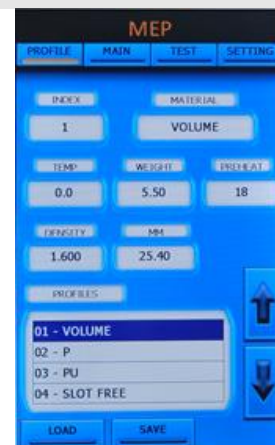 MEP
PROFILE MAIN TEST SETTING
INDEX MATERIAL
1 VOLUME
TEMP WEIGHT PREHEAT
0.0 5.50 18
DENSITY MM
1.600 25.40
PROFILES
01 - VOLUME
02 - P
03 - PU
04 - SLOT FREE
LOAD SAVE